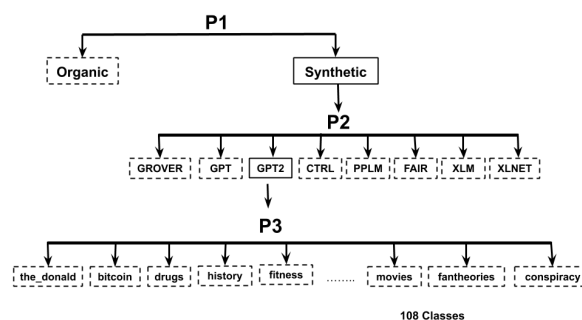 P1
Organic
Synthetic
P2
GROVER GPT GPT2 CTRL PPLM FAIR XLM XLNET
P3
the_donald bitcoin drugs history fitness ........ movies fantheories conspiracy
108 Classes